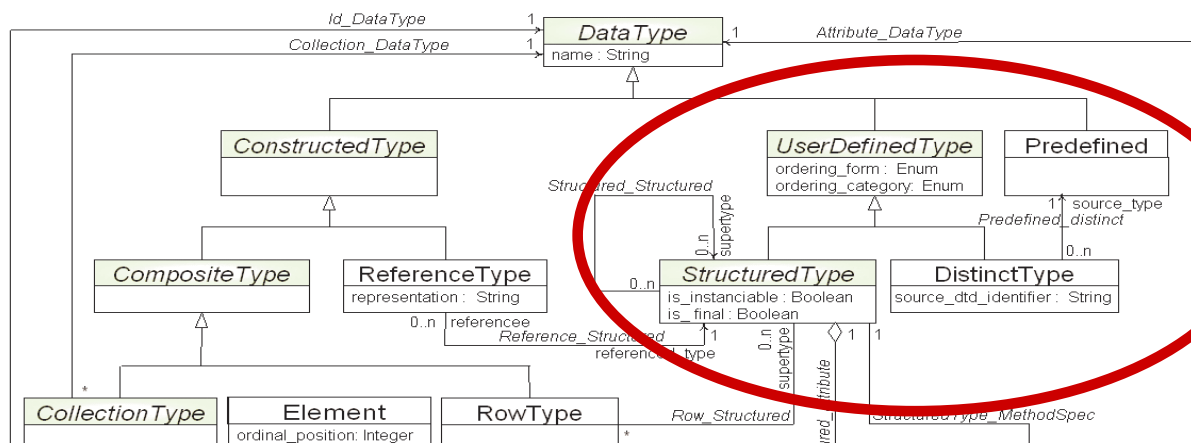 Id_DataType
1
DataType
name : String
Collection_DataType
1
1
Attribute_DataType
ConstructedType
UserDefinedType
ordering_form : Enum
ordering_category: Enum
Predefined
Structured_Structured
0..n
supertype
0..n
1
source_type
Predefined_distinct
0..n
CompositeType
ReferenceType
representation : String
StructuredType
is_instanciable : Boolean
is_final : Boolean
DistinctType
source_dtd_identifier : String
0..n
referencee
Reference_Structured
1
referenced_type
0..n
supertype
1
1
*
CollectionType
Element
ordinal_position: Integer
RowType
*
Row_Structured
StructuredType_MethodSpec